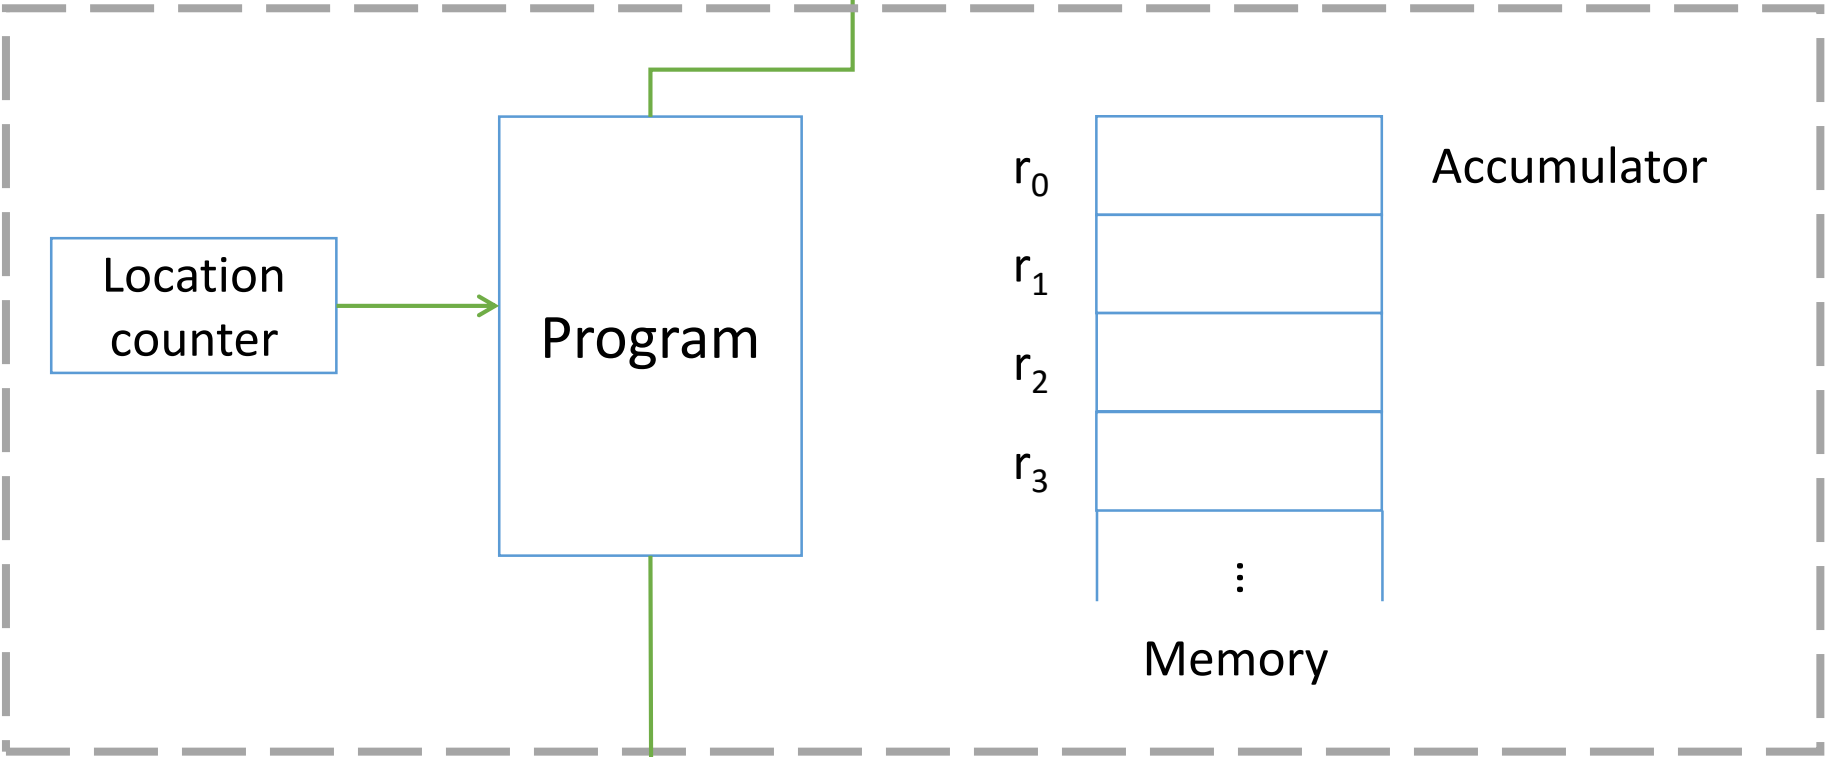 Location
counter
Program
r0
r1
r2
r3
⋮
Accumulator
Memory